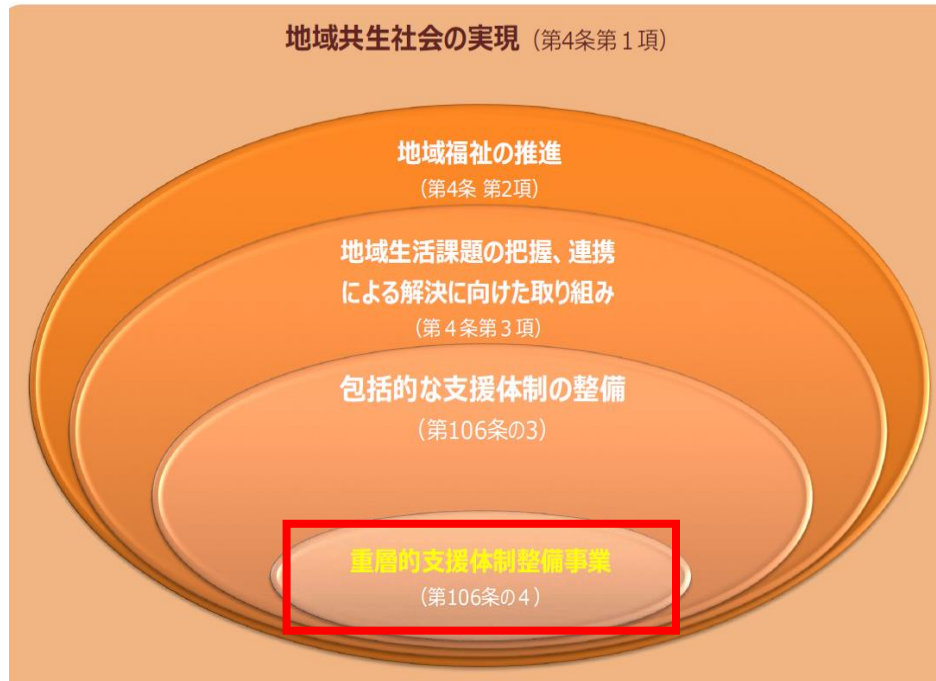 地域共生社会の実現（第4条第１項）
地域福祉の推進
（第4条 第2項）
地域生活課題の把握、連携
による解決に向けた取り組み
（第４条第３項）
包括的な支援体制の整備
（第106条の3）
重層的支援体制整備事業
（第106条の４）